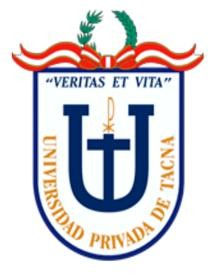 "VERITAS ET VITA"
UNIVERSIDAD PRIVADA DE TACNA